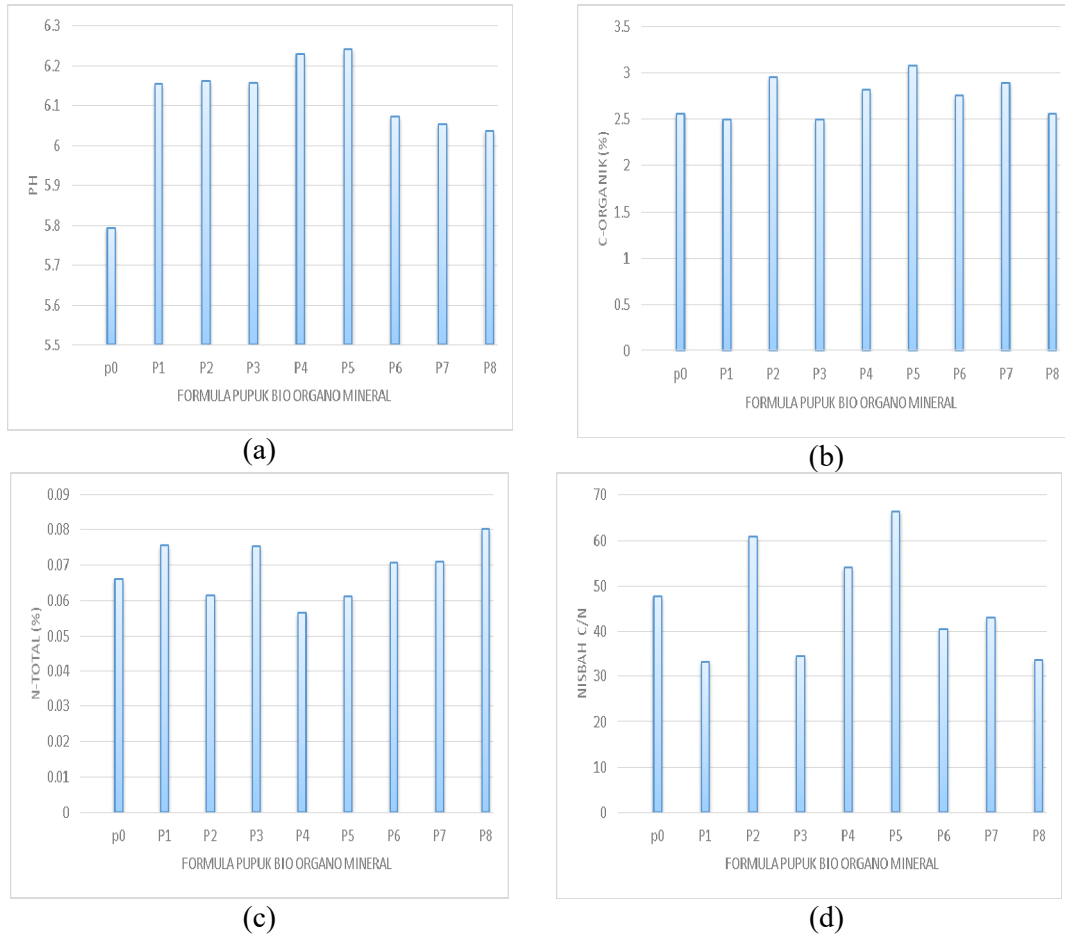 6.3
6.2
6.1
6
5.9
5.8
5.7
5.6
5.5
PH
p0 P1 P2 P3 P4 P5 P6 P7 P8
FORMULA PUPUK BIO ORGANO MINERAL
(a)
3.5
3
2.5
2
1.5
1
0.5
0
C-ORGANIK (%)
p0 P1 P2 P3 P4 P5 P6 P7 P8
FORMULA PUPUK BIO ORGANO MINERAL
(b)
0.09
0.08
0.07
0.06
0.05
0.04
0.03
0.02
0.01
0
N-TOTAL (%)
p0 P1 P2 P3 P4 P5 P6 P7 P8
FORMULA PUPUK BIO ORGANO MINERAL
(c)
70
60
50
40
30
20
10
0
NISBAH C/N
p0 P1 P2 P3 P4 P5 P6 P7 P8
FORMULA PUPUK BIO ORGANO MINERAL
(d)